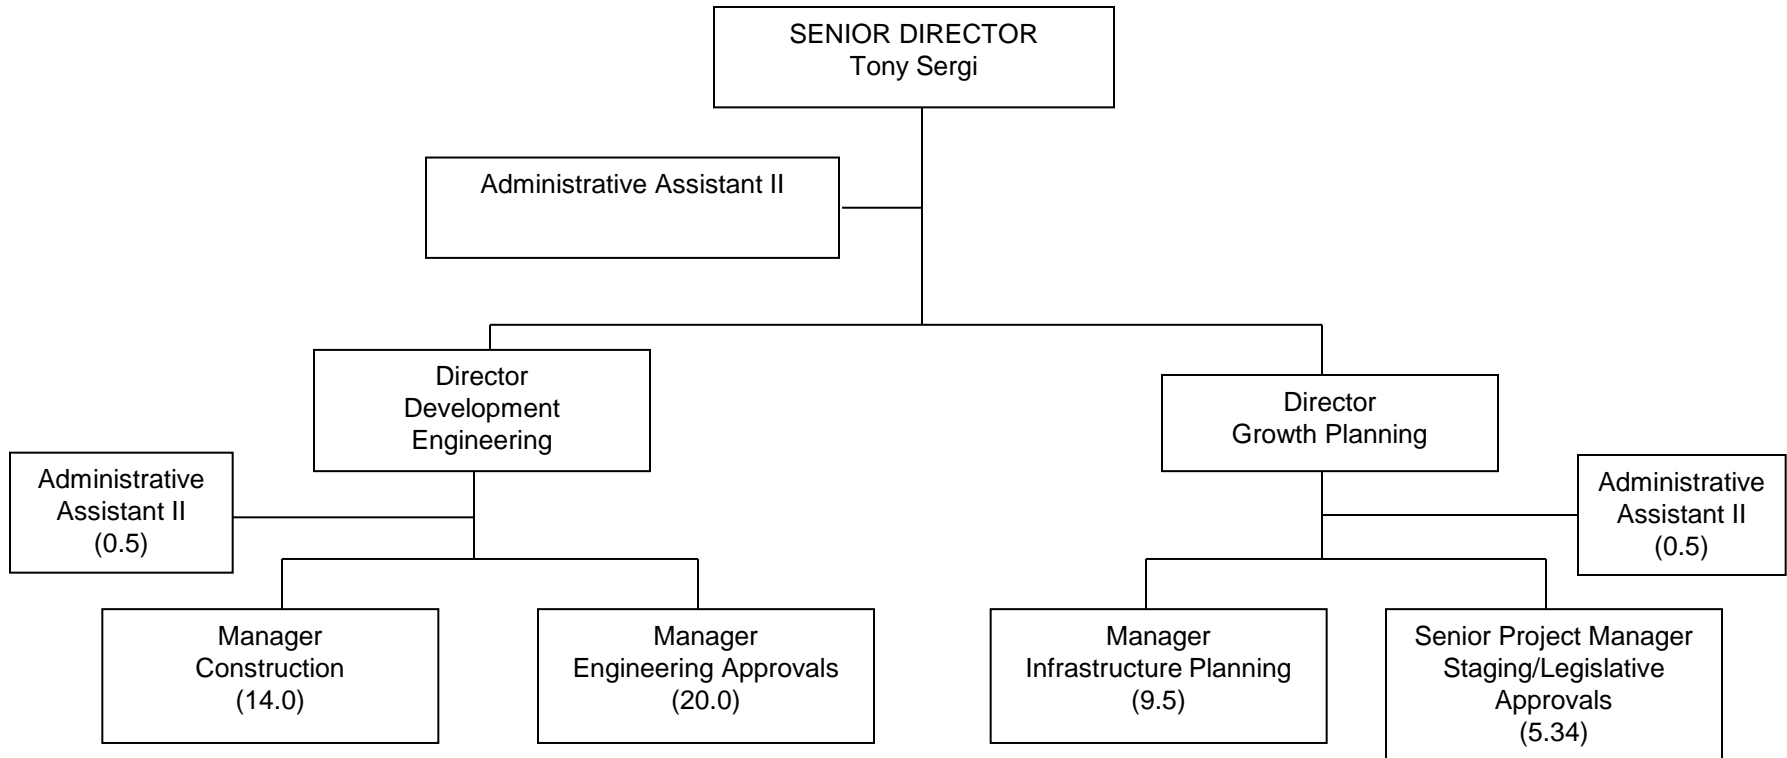 SENIOR DIRECTOR
Tony Sergi
Administrative Assistant II
Director
Development
Engineering
Director
Growth Planning
Administrative
Assistant II
(0.5)
Administrative
Assistant II
(0.5)
Manager
Construction
(14.0)
Manager
Engineering Approvals
(20.0)
Manager
Infrastructure Planning
(9.5)
Senior Project Manager
Staging/Legislative
Approvals
(5.34)